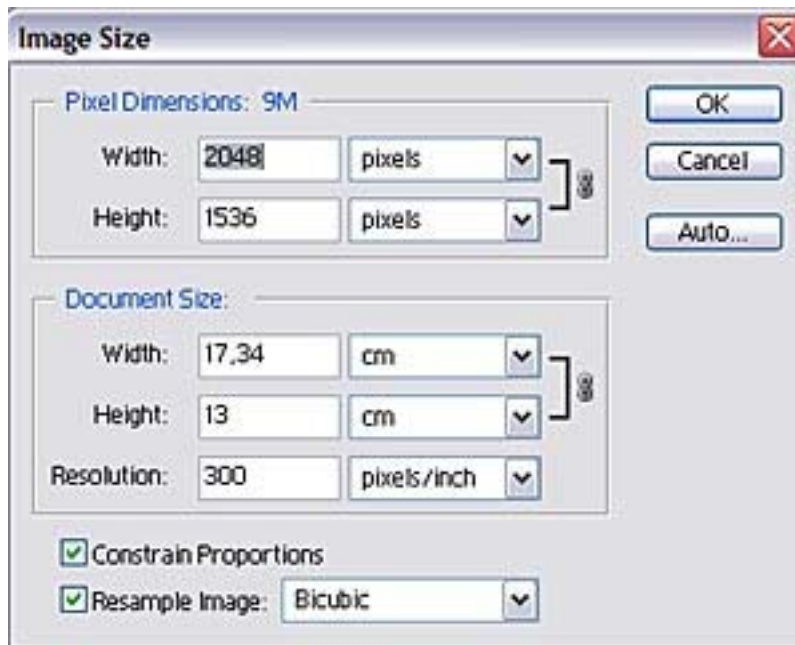 Image Size
Pixel Dimensions: 9M
OK
Width: 2048 pixels
Cancel
Height: 1536 pixels
Auto...
Document Size:
Width: 17,34 cm
Height: 13 cm
Resolution: 300 pixels/inch
Constrain Proportions
Resample Image: Bicubic